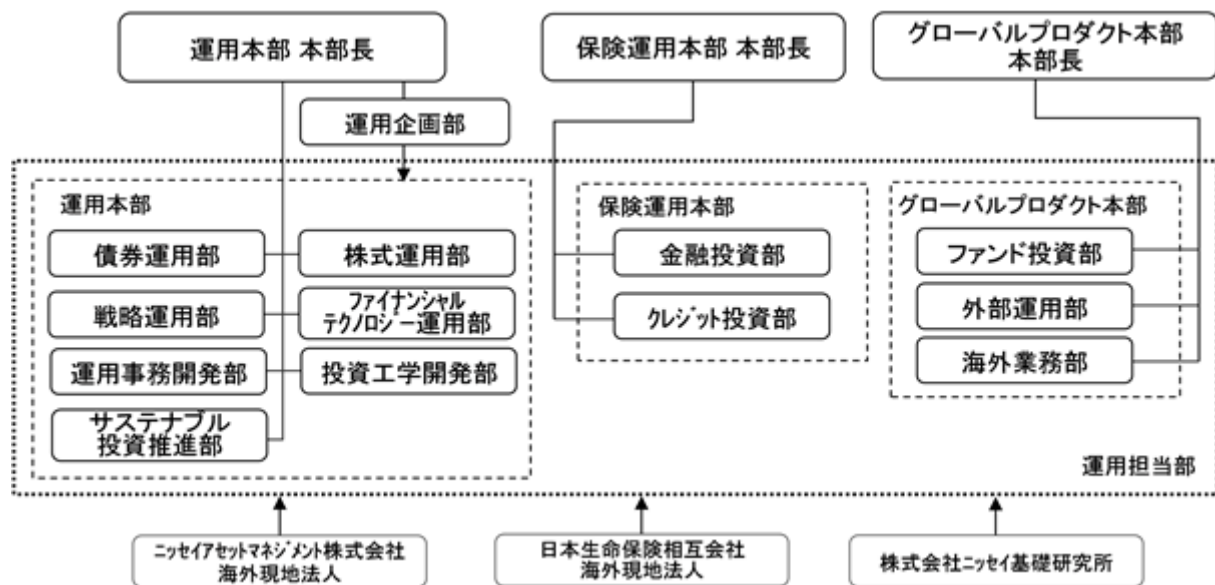 運用本部 本部長
保険運用本部 本部長
グローバルプロダクト本部
本部長
運用企画部
運用本部
債券運用部
株式運用部
戦略運用部
ファイナンシャル
テクノロジー運用部
運用事務開発部
投資工学開発部
サステナブル
投資推進部
保険運用本部
金融投資部
クレジット投資部
グローバルプロダクト本部
ファンド投資部
外部運用部
海外業務部
運用担当部
ニッセイアセットマネジメント株式会社
海外現地法人
日本生命保険相互会社
海外現地法人
株式会社ニッセイ基礎研究所